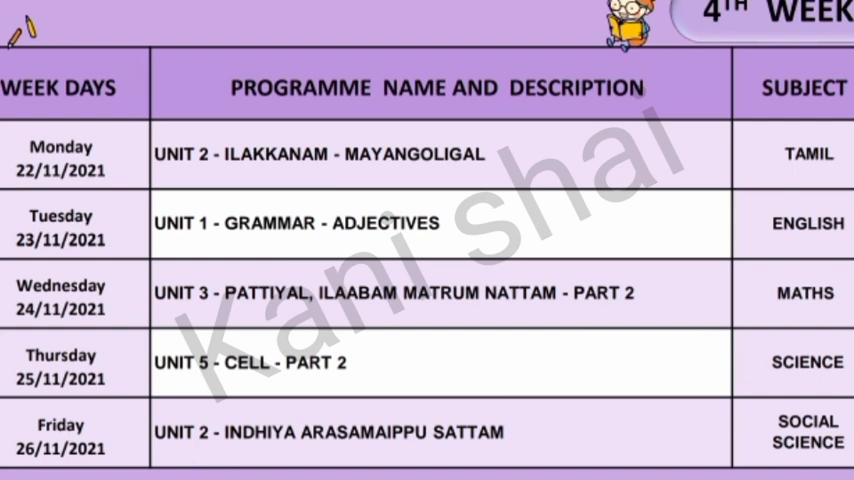 4TH WEEK
WEEK DAYS
PROGRAMME NAME AND DESCRIPTION
SUBJECT
Monday
22/11/2021
UNIT 2 - ILAKKANAM - MAYANGOLIGAL
TAMIL
Tuesday
23/11/2021
UNIT 1 - GRAMMAR - ADJECTIVES
ENGLISH
Wednesday
24/11/2021
UNIT 3 - PATTIYAL, ILAABAM MATRUM NATTAM - PART 2
MATHS
Thursday
25/11/2021
UNIT 5 - CELL - PART 2
SCIENCE
Friday
26/11/2021
UNIT 2 - INDHIYA ARASAMAIPPU SATTAM
SOCIAL
SCIENCE
Kani shai